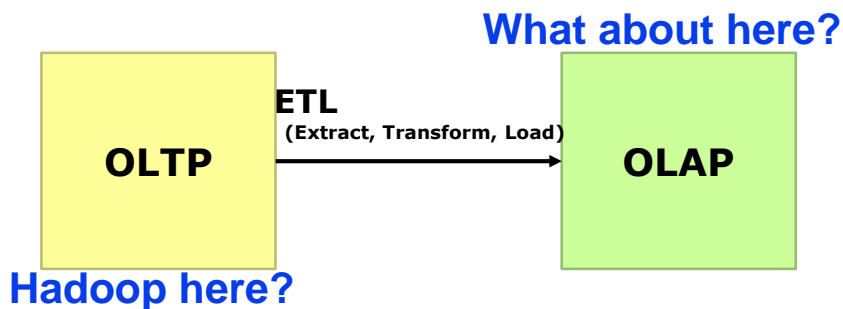 What about here?
ETL
(Extract, Transform, Load)
OLTP
OLAP
Hadoop here?